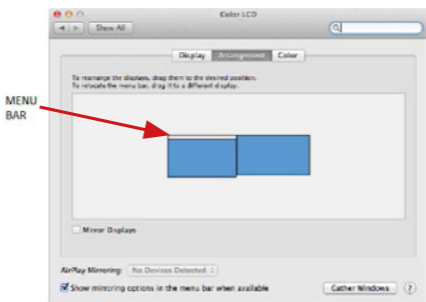 Color LCD
Show All
Display Arrangement Color
To rearrange the displays, drag them to the desired position.
To relocate the menu bar, drag it to a different display.
MENU
BAR
Mirror Displays
AirPlay Mirroring: No Devices Detected
Show mirroring options in the menu bar when available
Gather Windows ?